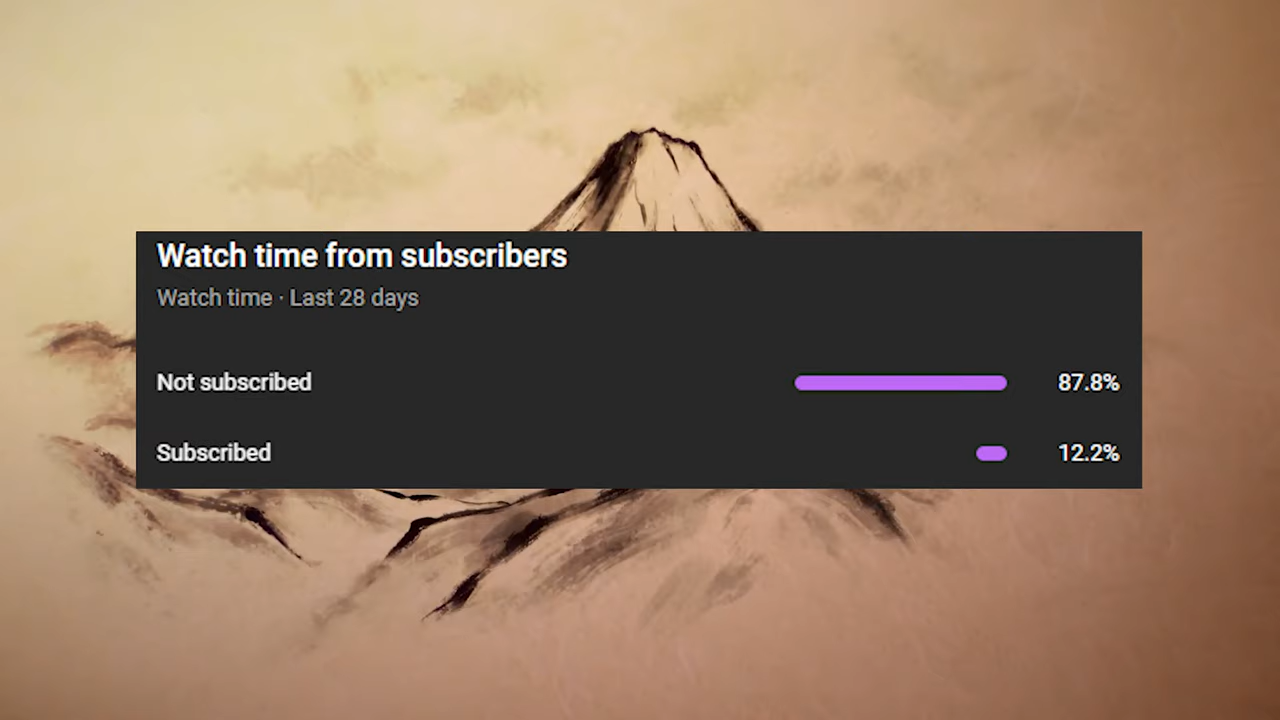 Watch time from subscribers
Watch time · Last 28 days
Not subscribed 87.8%
Subscribed 12.2%